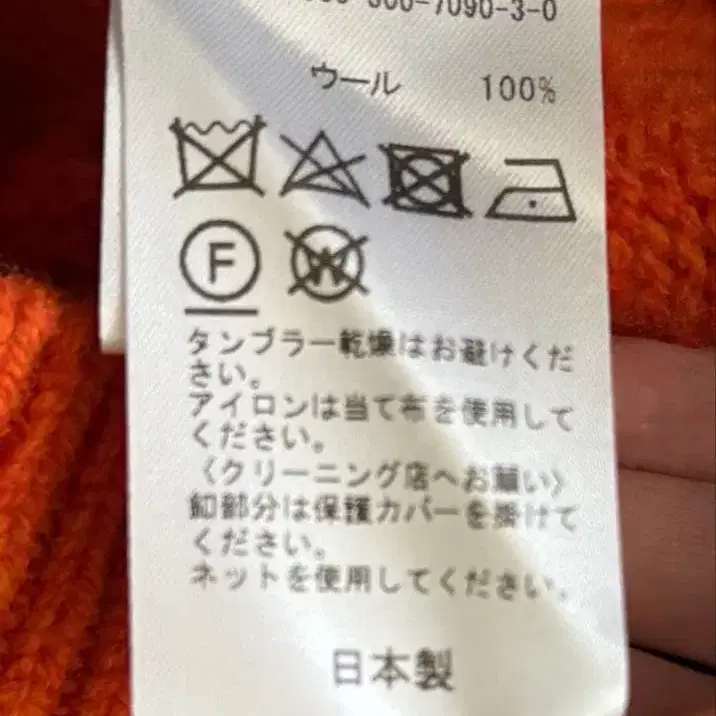 300-7090-3-0
ウール 100%
F
W
タンブラー乾燥はお避けくだ
さい。
アイロンは当て布を使用して
ください。
〈クリーニング店へお願い〉
釦部分は保護カバーを掛けて
ください。
ネットを使用してください。
日本製